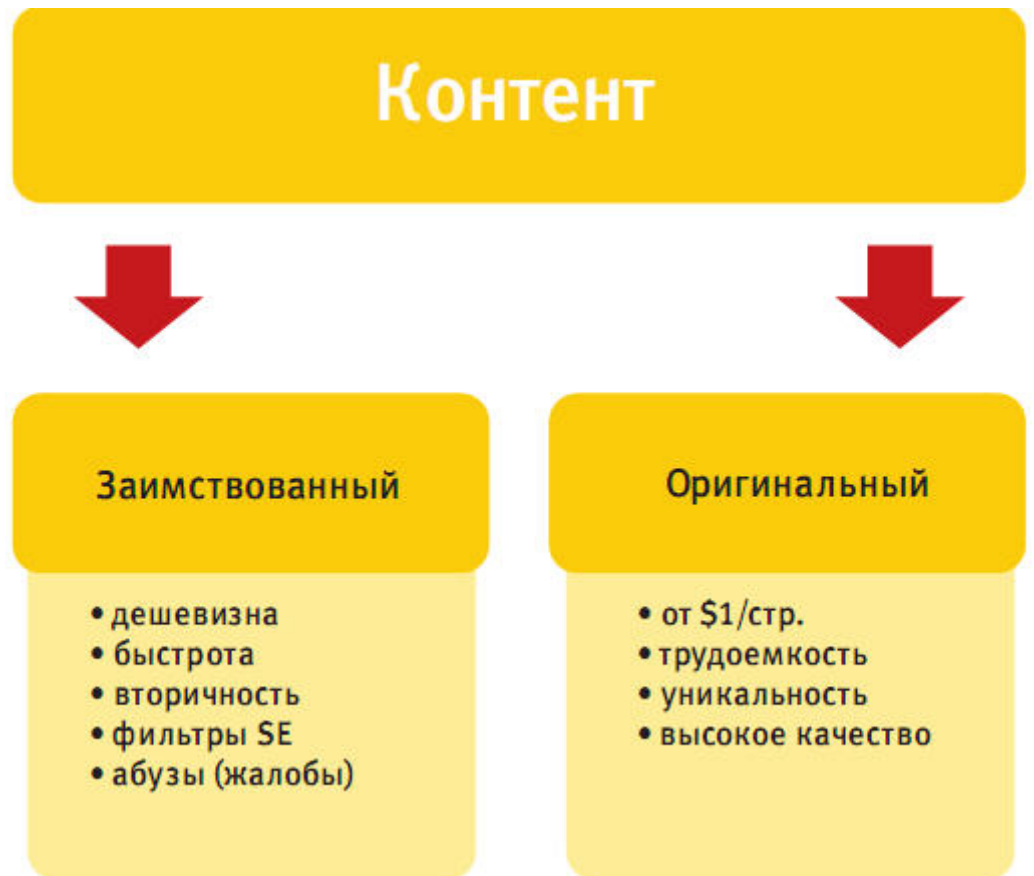 Контент
Заимствованный
• дешевизна
• быстрота
• вторичность
• фильтры SE
• абузы (жалобы)
Оригинальный
• от $1/стр.
• трудоемкость
• уникальность
• высокое качество